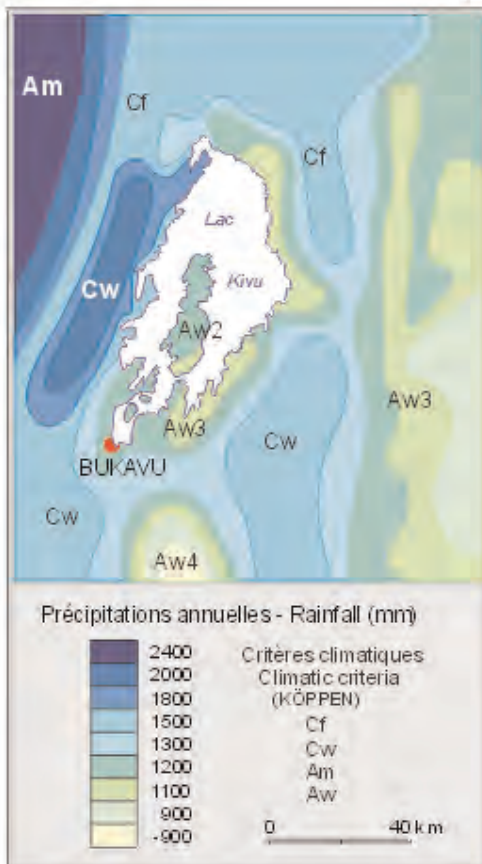 Am
Cf
Cf
Lac
Kivu
Cw
Aw2
Aw3
Aw3
Cw
BUKAVU
Cw
Aw4
Précipitations annuelles - Rainfall (mm)
2400
2000
1800
1500
1300
1200
1100
900
-900
Critères climatiques
Climatic criteria
(KÖPPEN)
Cf
Cw
Am
Aw
0 40 km